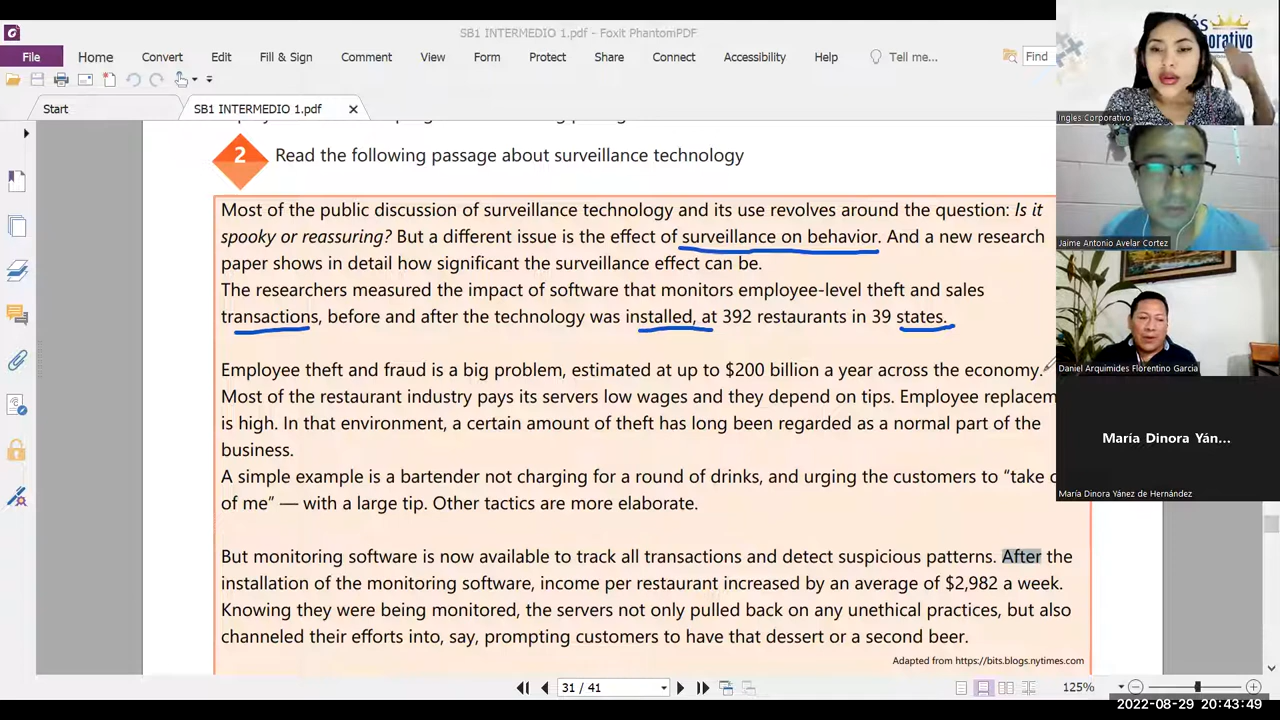 SB1 INTERMEDIO 1.pdf - Foxit PhantomPDF
File Home Convert Edit Fill & Sign Comment View Form Protect Share Connect Accessibility Help Tell me... Find
Start SB1 INTERMEDIO 1.pdf
2 Read the following passage about surveillance technology
Most of the public discussion of surveillance technology and its use revolves around the question: Is it
spooky or reassuring? But a different issue is the effect of surveillance on behavior. And a new research
paper shows in detail how significant the surveillance effect can be.
The researchers measured the impact of software that monitors employee-level theft and sales
transactions, before and after the technology was installed, at 392 restaurants in 39 states.
Employee theft and fraud is a big problem, estimated at up to $200 billion a year across the economy.
Most of the restaurant industry pays its servers low wages and they depend on tips. Employee replacem
is high. In that environment, a certain amount of theft has long been regarded as a normal part of the
business.
A simple example is a bartender not charging for a round of drinks, and urging the customers to “take c
of me” — with a large tip. Other tactics are more elaborate.
But monitoring software is now available to track all transactions and detect suspicious patterns. After the
installation of the monitoring software, income per restaurant increased by an average of $2,982 a week.
Knowing they were being monitored, the servers not only pulled back on any unethical practices, but also
channeled their efforts into, say, prompting customers to have that dessert or a second beer.
Adapted from https://bits.blogs.nytimes.com
31 / 41
125%
Ingles Corporativo
Jaime Antonio Avelar Cortez
Daniel Arquimides Florentino Garcia
María Dinora Yán...
María Dinora Yánez de Hernández
2022-08-29 20:43:49